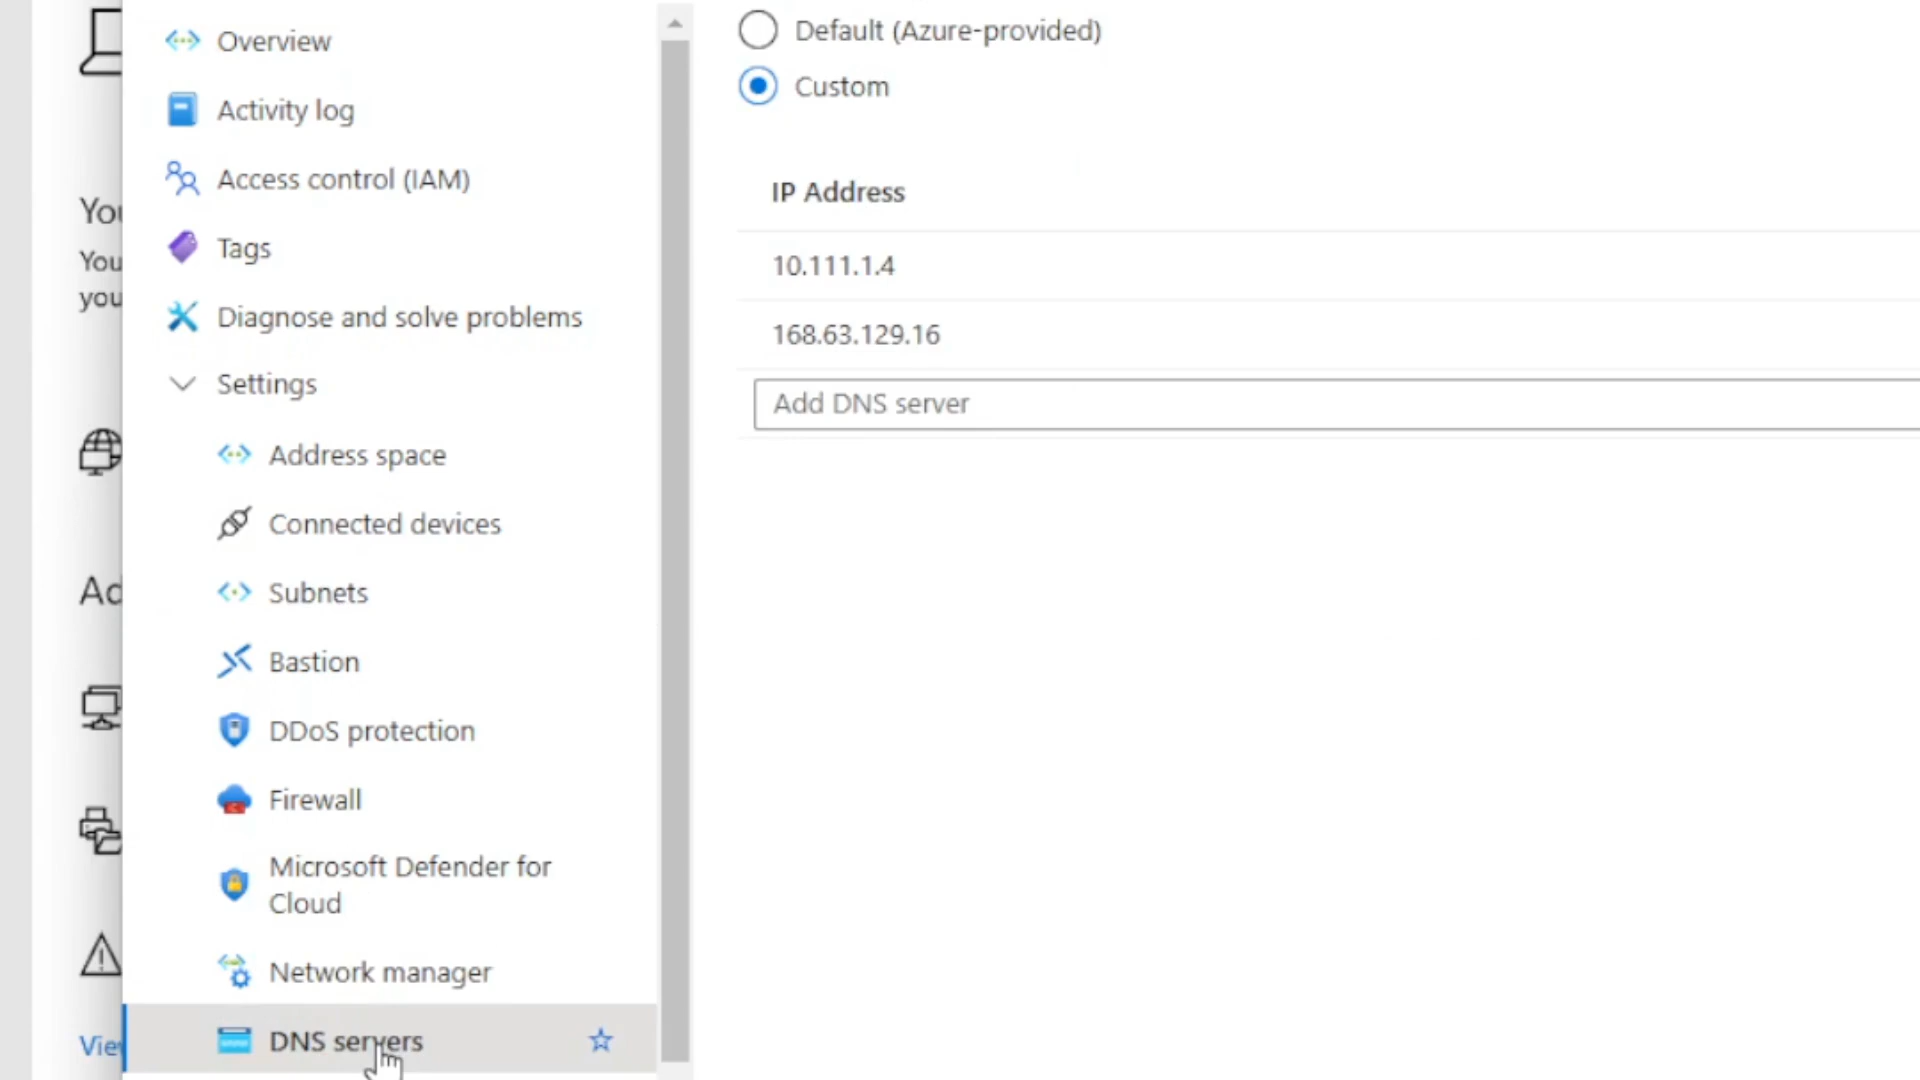 Overview
Activity log
Access control (IAM)
Tags
Diagnose and solve problems
Settings
Address space
Connected devices
Subnets
Bastion
DDoS protection
Firewall
Microsoft Defender for
Cloud
Network manager
DNS servers
Default (Azure-provided)
Custom
IP Address
10.111.1.4
168.63.129.16
Add DNS server
You
you